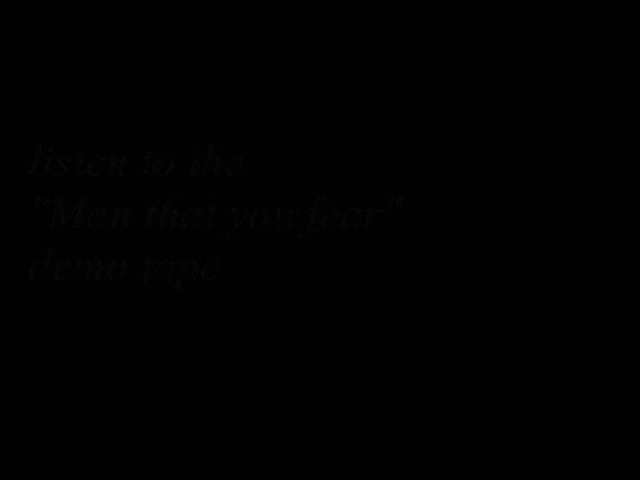 listen to the
"Man that you fear"
demo tape